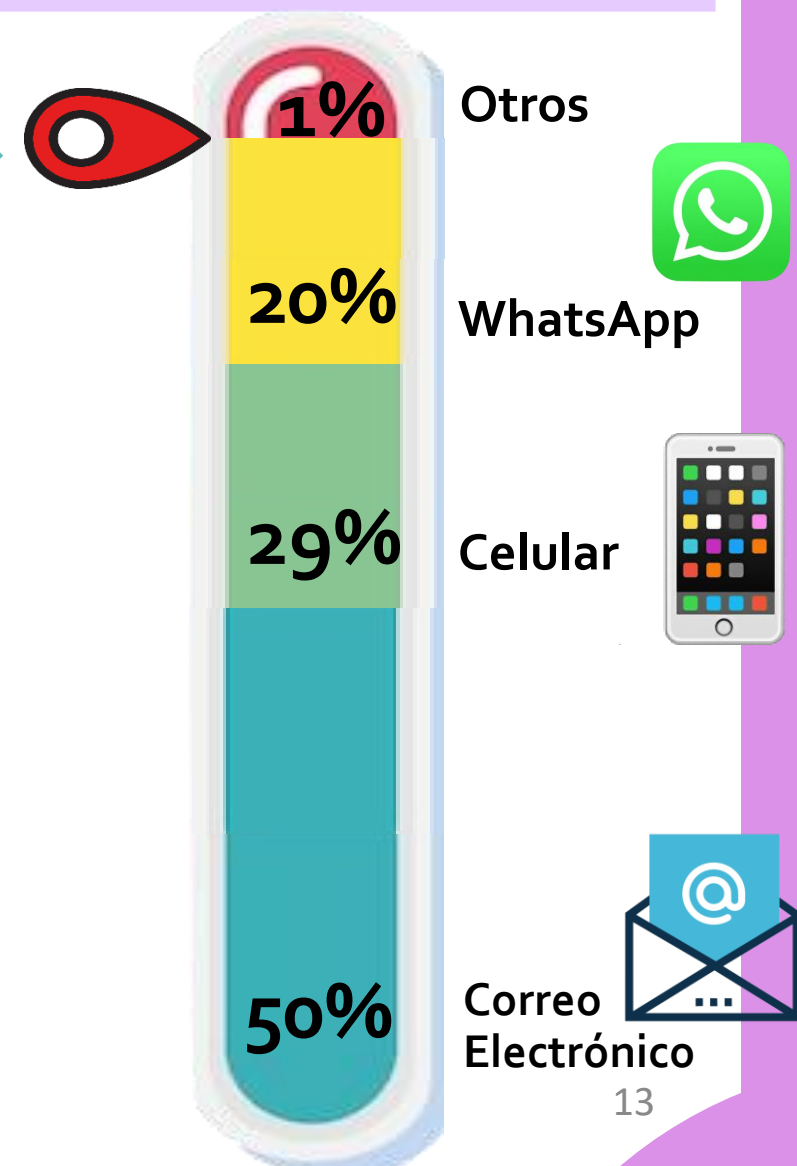 1% Otros
20% WhatsApp
29% Celular
50% Correo
Electrónico
13